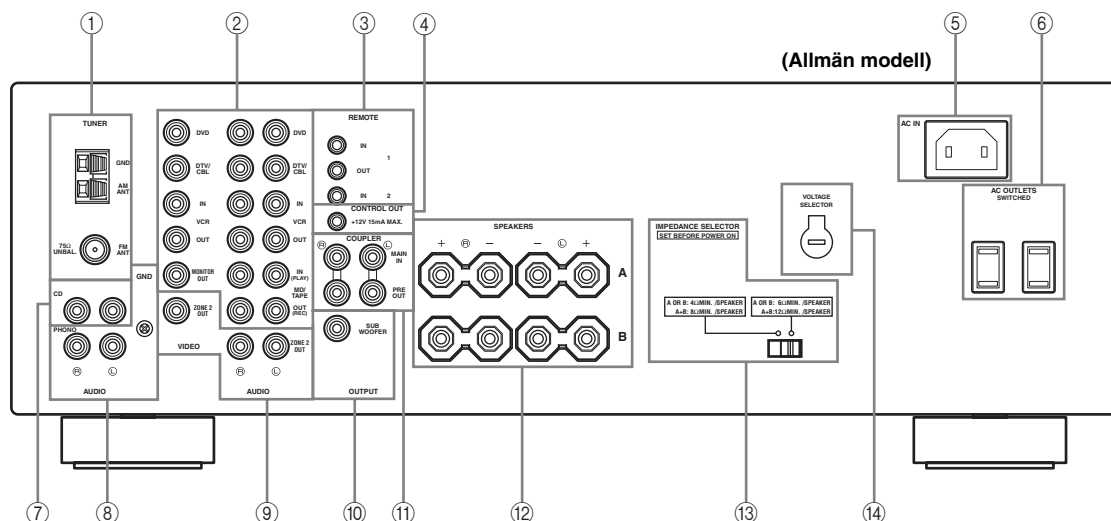 ① ② ③ ④ ⑤ ⑥
(Allmän modell)
TUNER
GND
AM
ANT
75Ω
UNBAL.
FM
ANT
GND
CD
PHONO
R L
AUDIO
DVD
DTV/
CBL
IN
VCR
OUT
MONITOR
OUT
ZONE 2
OUT
VIDEO
DVD
DTV/
CBL
IN
VCR
OUT
IN
(PLAY)
MD/
TAPE
OUT
(REC)
ZONE 2
OUT
R L
AUDIO
REMOTE
IN
1
OUT
IN 2
CONTROL OUT
+12V 15mA MAX.
COUPLER
R L
MAIN
IN
PRE
OUT
SUB
WOOFER
OUTPUT
SPEAKERS
+ R – – L +
A
B
IMPEDANCE SELECTOR
SET BEFORE POWER ON
A OR B: 4ΩMIN. /SPEAKER
A+B: 8ΩMIN. /SPEAKER
A OR B: 6ΩMIN. /SPEAKER
A+B:12ΩMIN. /SPEAKER
VOLTAGE
SELECTOR
AC IN
AC OUTLETS
SWITCHED
⑦ ⑧ ⑨ ⑩ ⑪ ⑫ ⑬ ⑭